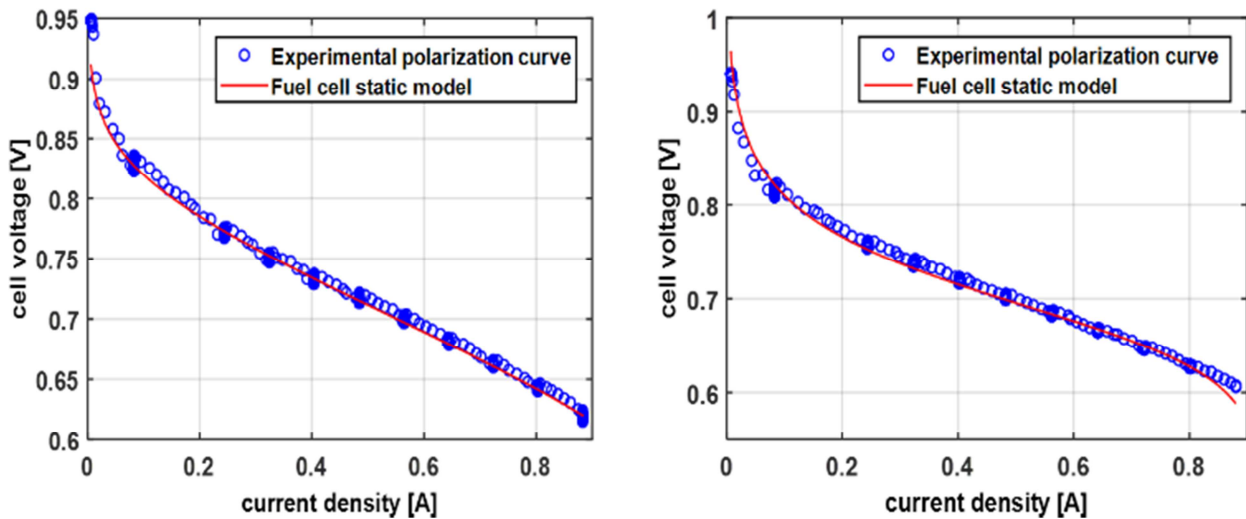 0.95
0.9
0.85
0.8
0.75
0.7
0.65
0.6
cell voltage [V]
Experimental polarization curve
Fuel cell static model
0 0.2 0.4 0.6 0.8
current density [A]
1
0.9
0.8
0.7
0.6
cell voltage [V]
Experimental polarization curve
Fuel cell static model
0 0.2 0.4 0.6 0.8
current density [A]